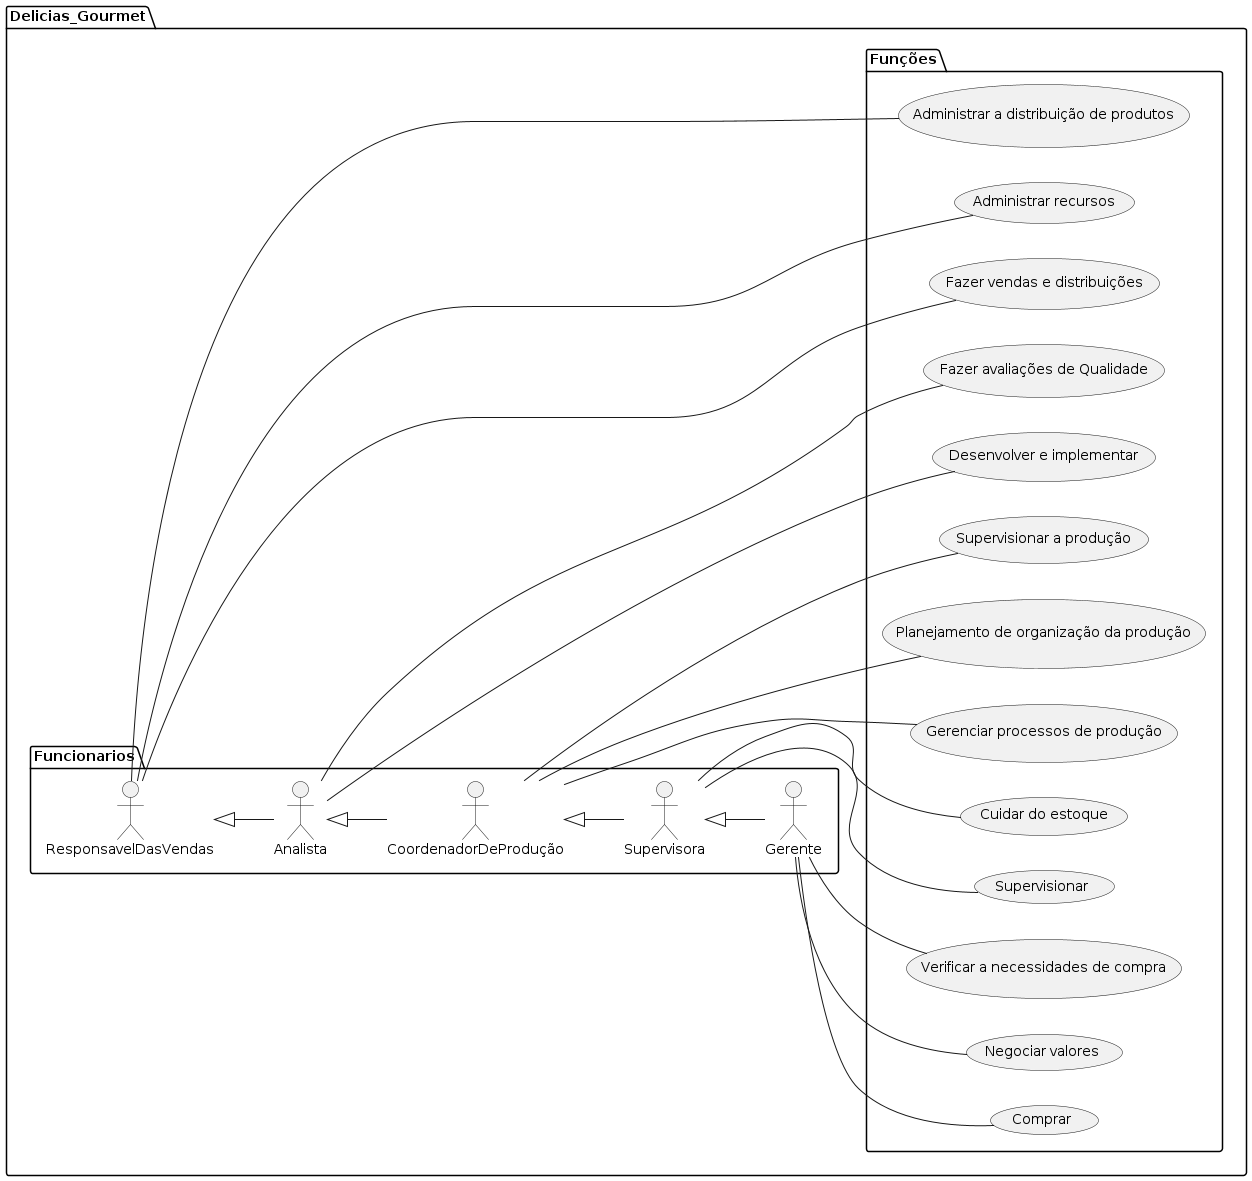 Delicias_Gourmet
Funções
Administrar a distribuição de produtos
Administrar recursos
Fazer vendas e distribuições
Fazer avaliações de Qualidade
Desenvolver e implementar
Supervisionar a produção
Planejamento de organização da produção
Gerenciar processos de produção
Funcionarios
Cuidar do estoque
ResponsavelDasVendas
Analista
CoordenadorDeProdução
Supervisora
Gerente
Supervisionar
Verificar a necessidades de compra
Negociar valores
Comprar